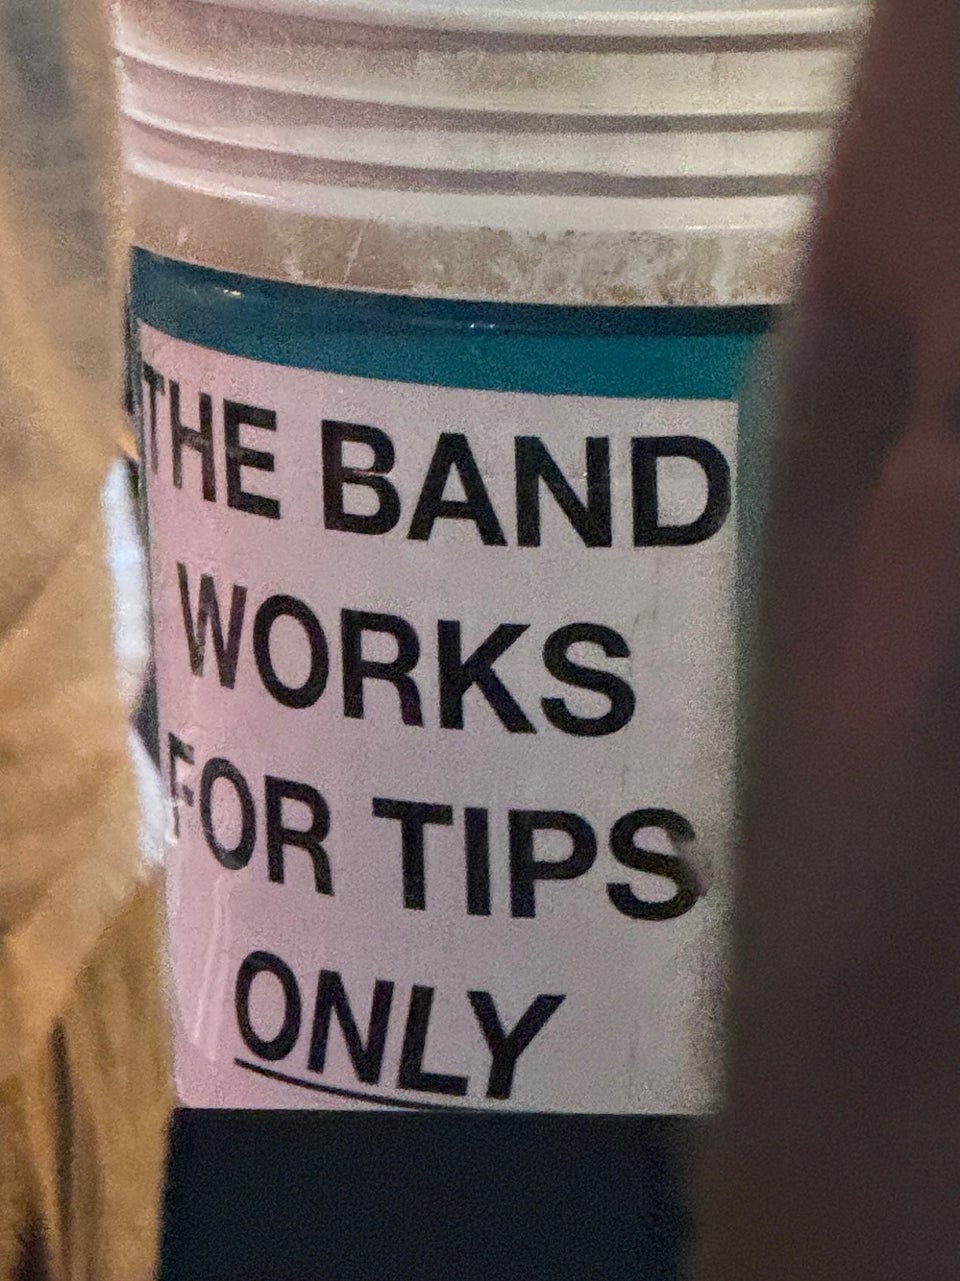 THE BAND
WORKS
FOR TIPS
ONLY